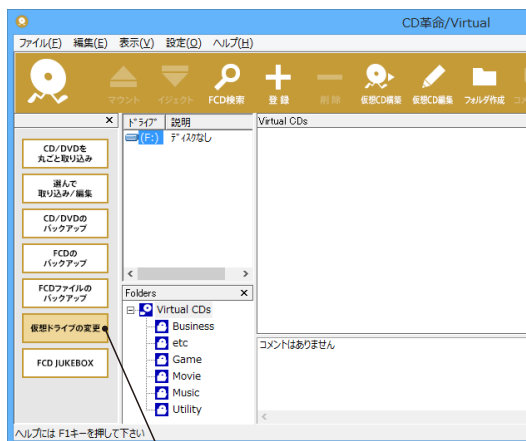 CD革命/Virtual
ファイル(F) 編集(E) 表示(V) 設定(O) ヘルプ(H)
マウント イジェクト FCD検索 登録 削除 仮想CD構築 仮想CD編集 フォルダ作成
CD/DVDを
丸ごと取り込み
選んで
取り込み/編集
CD/DVDの
バックアップ
FCDの
バックアップ
FCDファイルの
バックアップ
仮想ドライブの変更
FCD JUKEBOX
ドライブ 説明
(F:) ディスクなし
Folders
Virtual CDs
Business
etc
Game
Movie
Music
Utility
Virtual CDs
コメントはありません
ヘルプには F1キーを押して下さい